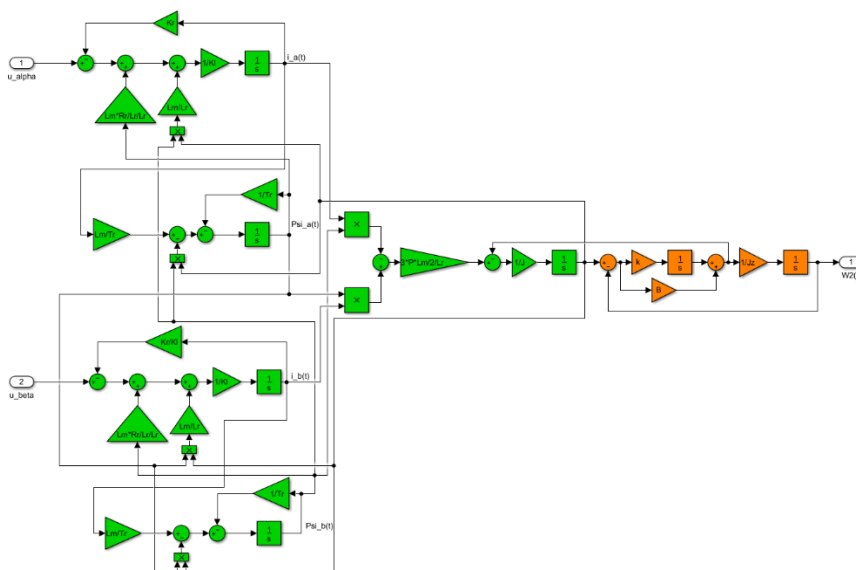 Kr
i_a(t)
1
u_alpha
+
-
+
+
+
+
1/Kl
1
s
Lm*Rr/Lr/Lr
Lm/Lr
×
1/Tr
Psi_a(t)
Lm/Tr
+
-
+
-
1
s
×
×
3*P*Lm/2/Lr
+
-
1/J
1
s
+
-
k
1
s
+
+
1/Jz
1
s
1
W2(
B
×
Kr/Kl
i_b(t)
2
u_beta
+
-
+
+
+
+
1/Kl
1
s
Lm*Rr/Lr/Lr
Lm/Lr
×
1/Tr
Psi_b(t)
Lm/Tr
+
-
+
-
1
s
×